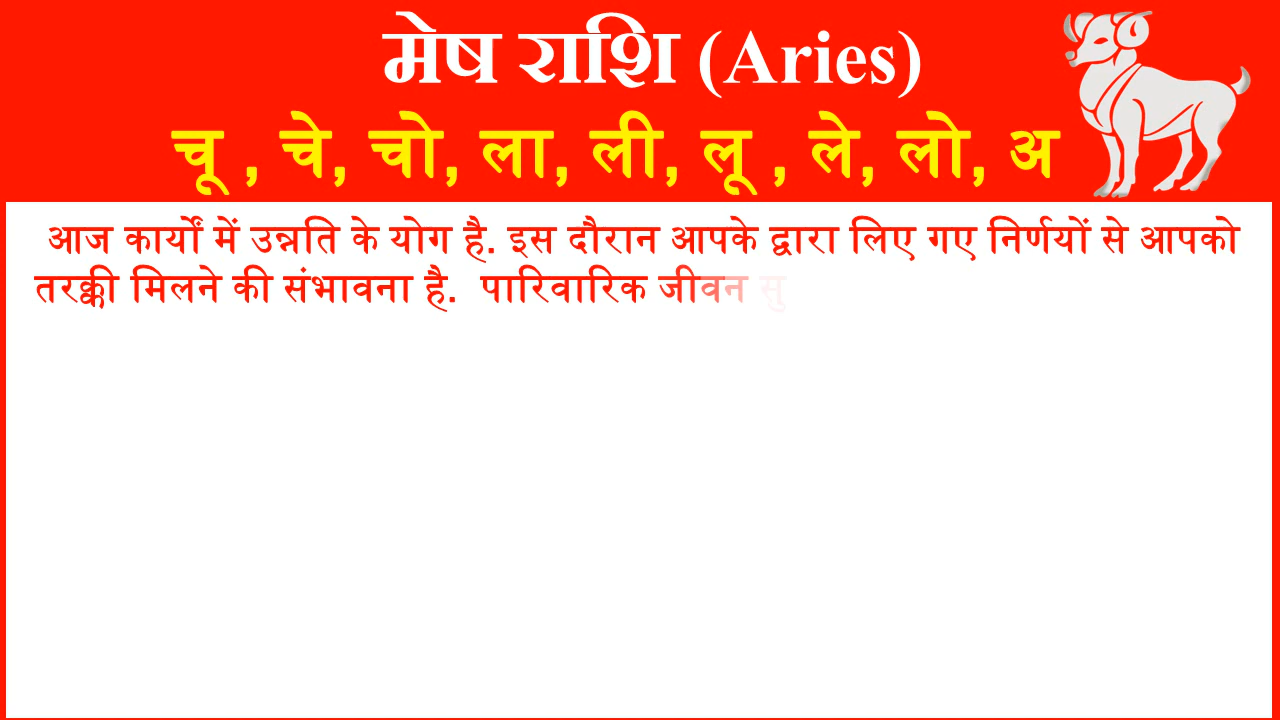 मेष राशि (Aries)
चू , चे, चो, ला, ली, लू , ले, लो, अ
आज कार्यों में उन्नति के योग है. इस दौरान आपके द्वारा लिए गए निर्णयों से आपको
तरक्की मिलने की संभावना है. पारिवारिक जीवन सु